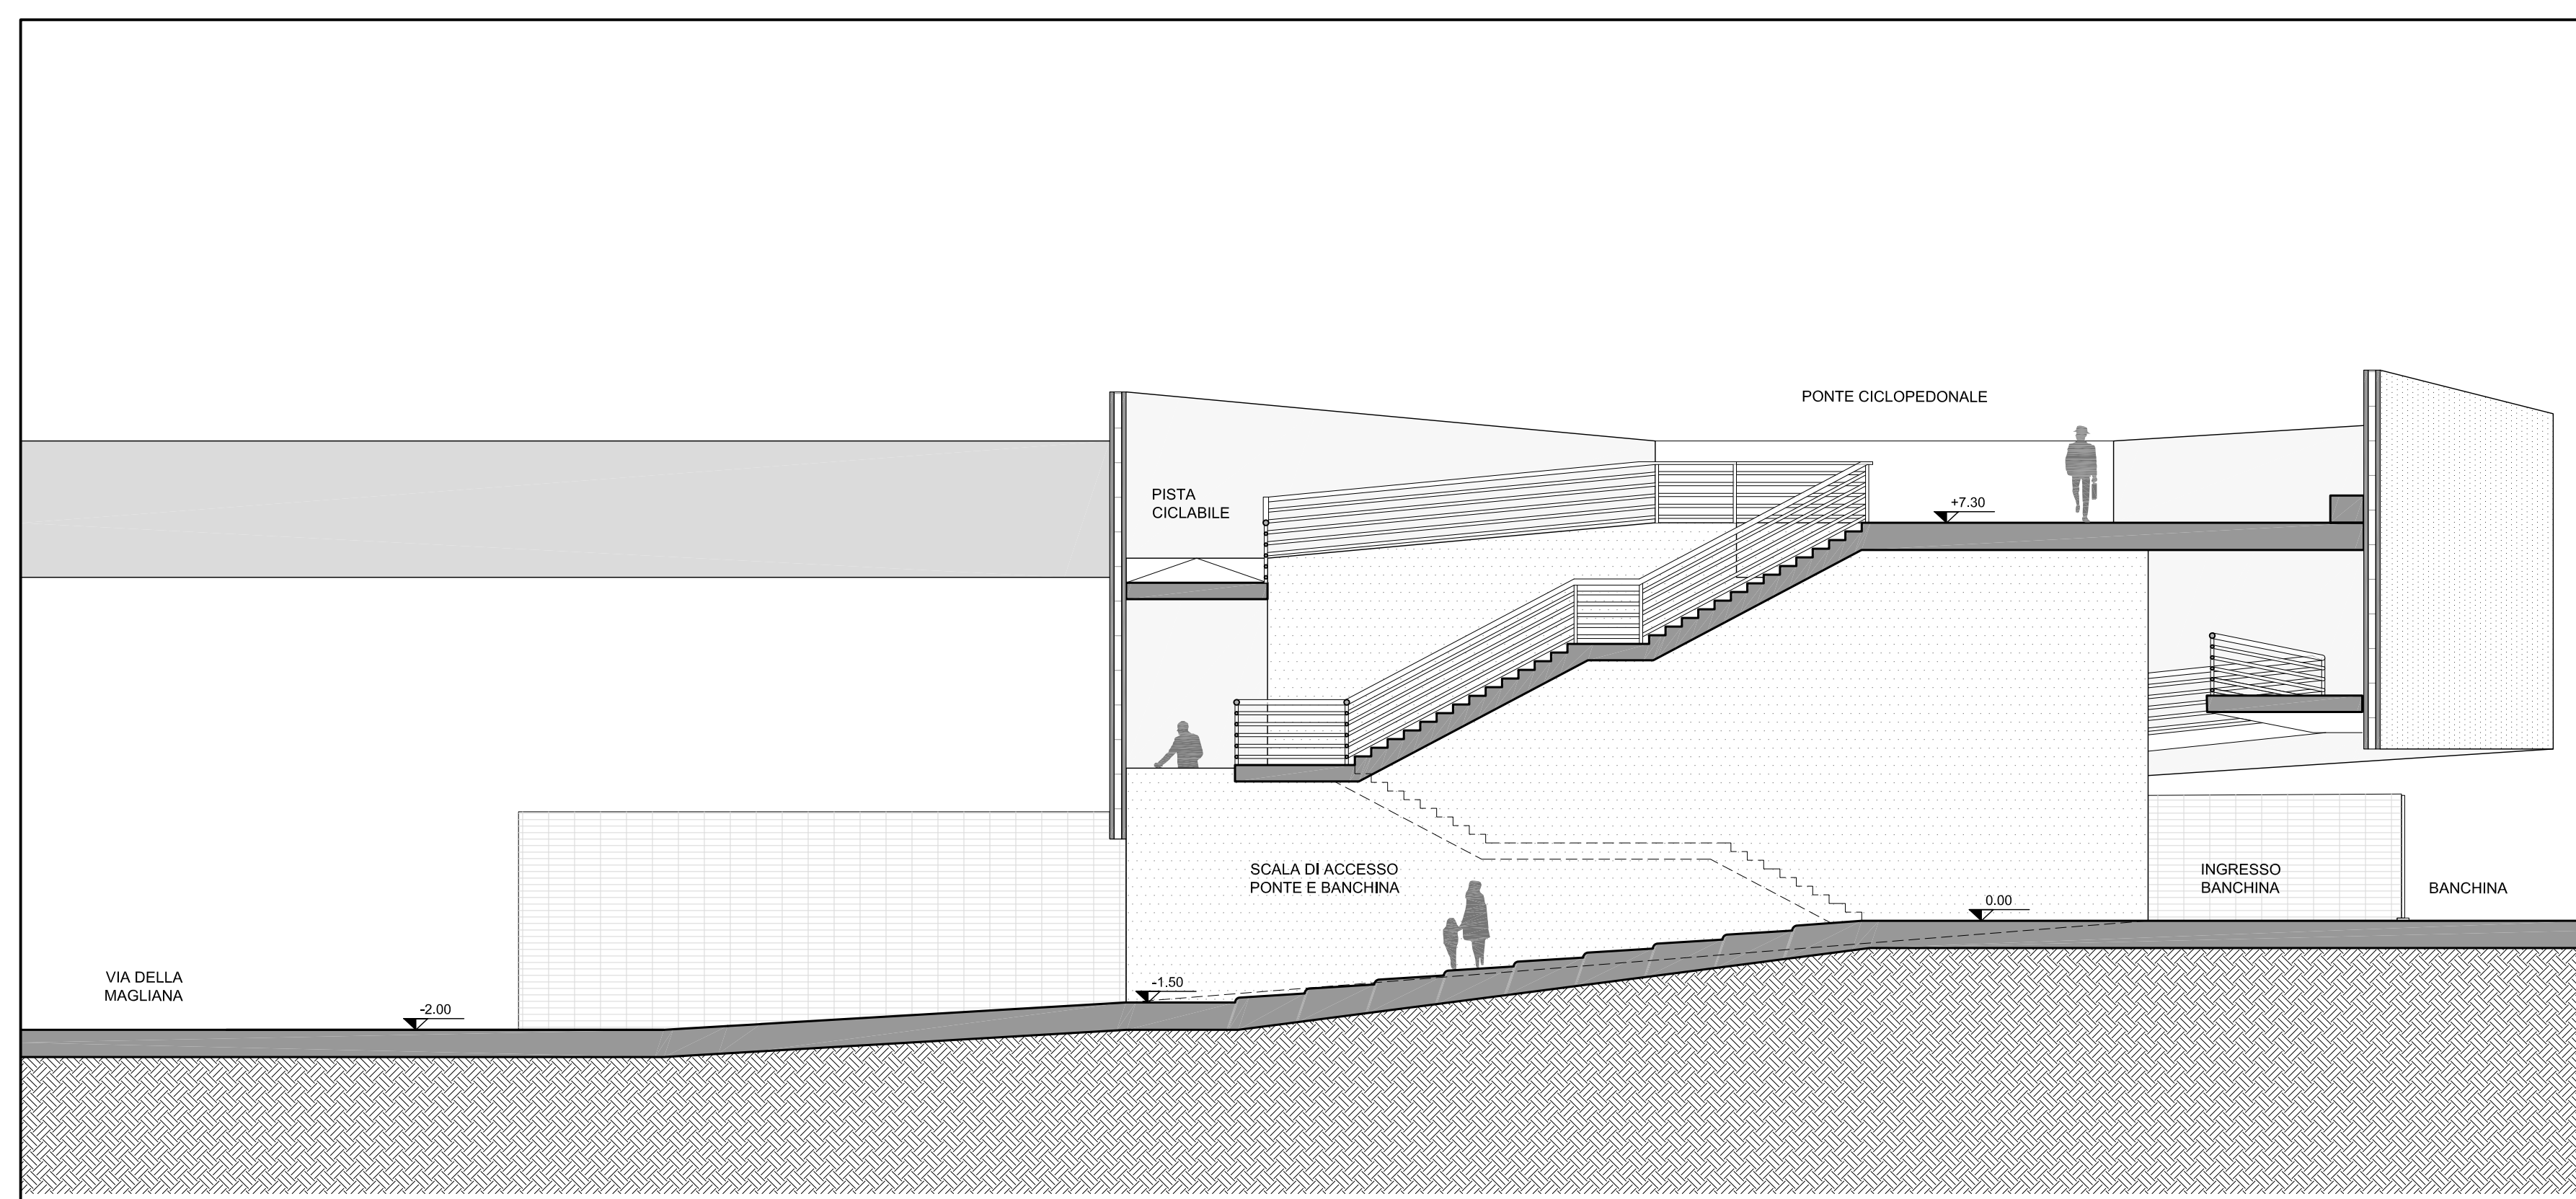 PONTE CICLOPEDONALE
PISTA
CICLABILE
+7.30
SCALA DI ACCESSO
PONTE E BANCHINA
INGRESSO
BANCHINA
BANCHINA
0.00
VIA DELLA
MAGLIANA
-1.50
-2.00